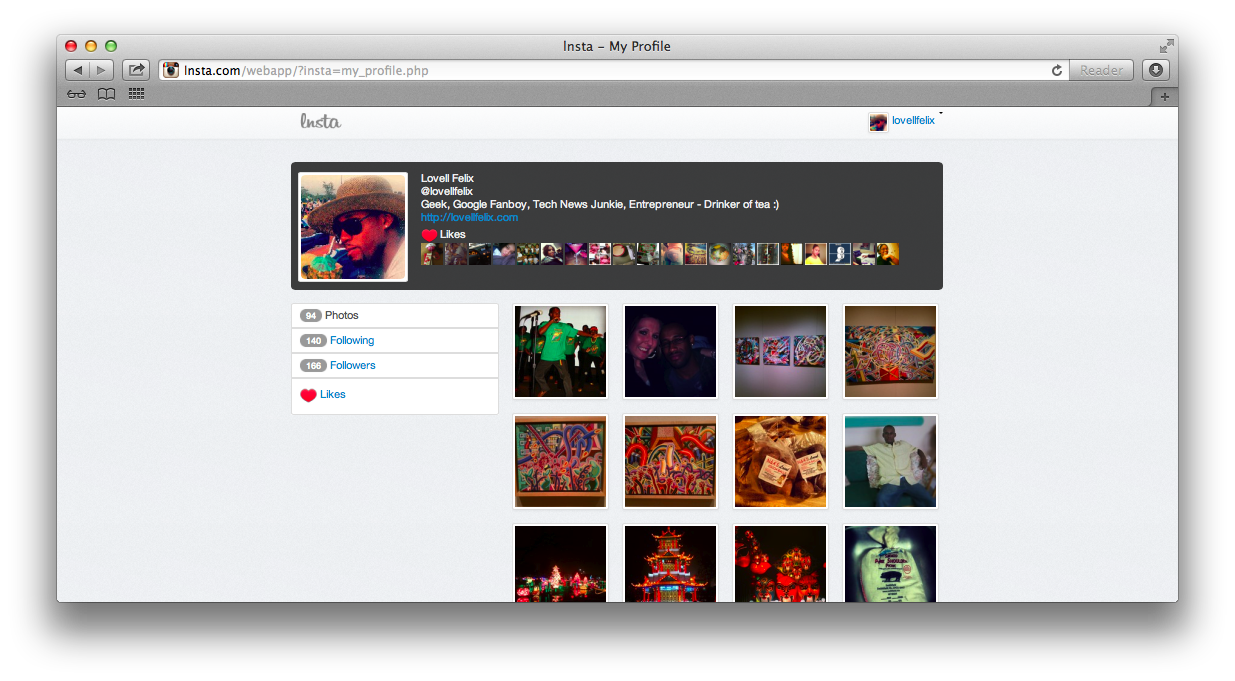 Insta – My Profile
Insta.com/webapp/?insta=my_profile.php
Reader
Insta
lovellfelix
Lovell Felix
@lovellfelix
Geek, Google Fanboy, Tech News Junkie, Entrepreneur - Drinker of tea :)
http://lovellfelix.com
Likes
94 Photos
140 Following
166 Followers
Likes